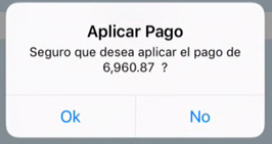 Aplicar Pago
Seguro que desea aplicar el pago de
6,960.87 ?
Ok
No